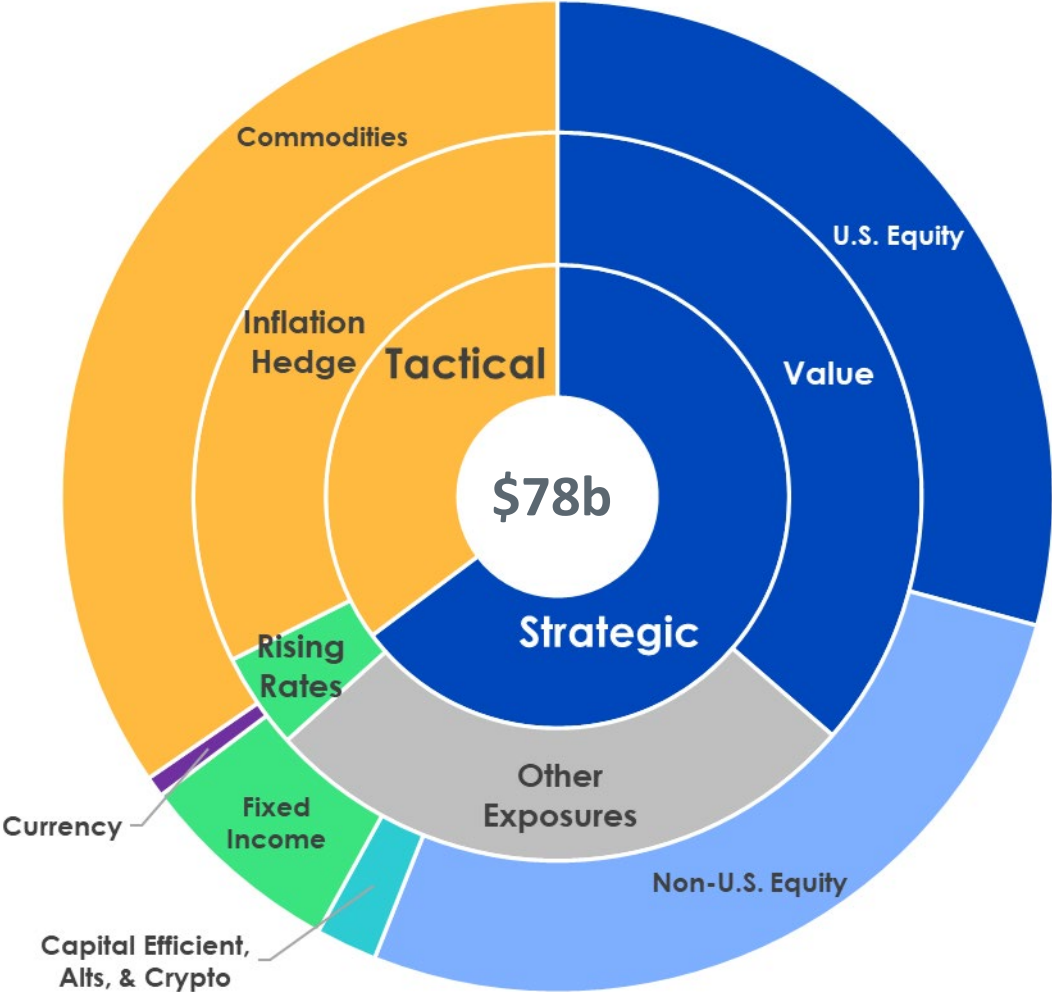 Commodities
U.S. Equity
Inflation
Hedge
Tactical
Value
$78b
Strategic
Rising
Rates
Other
Exposures
Fixed
Income
Currency
Non-U.S. Equity
Capital Efficient,
Alts, & Crypto